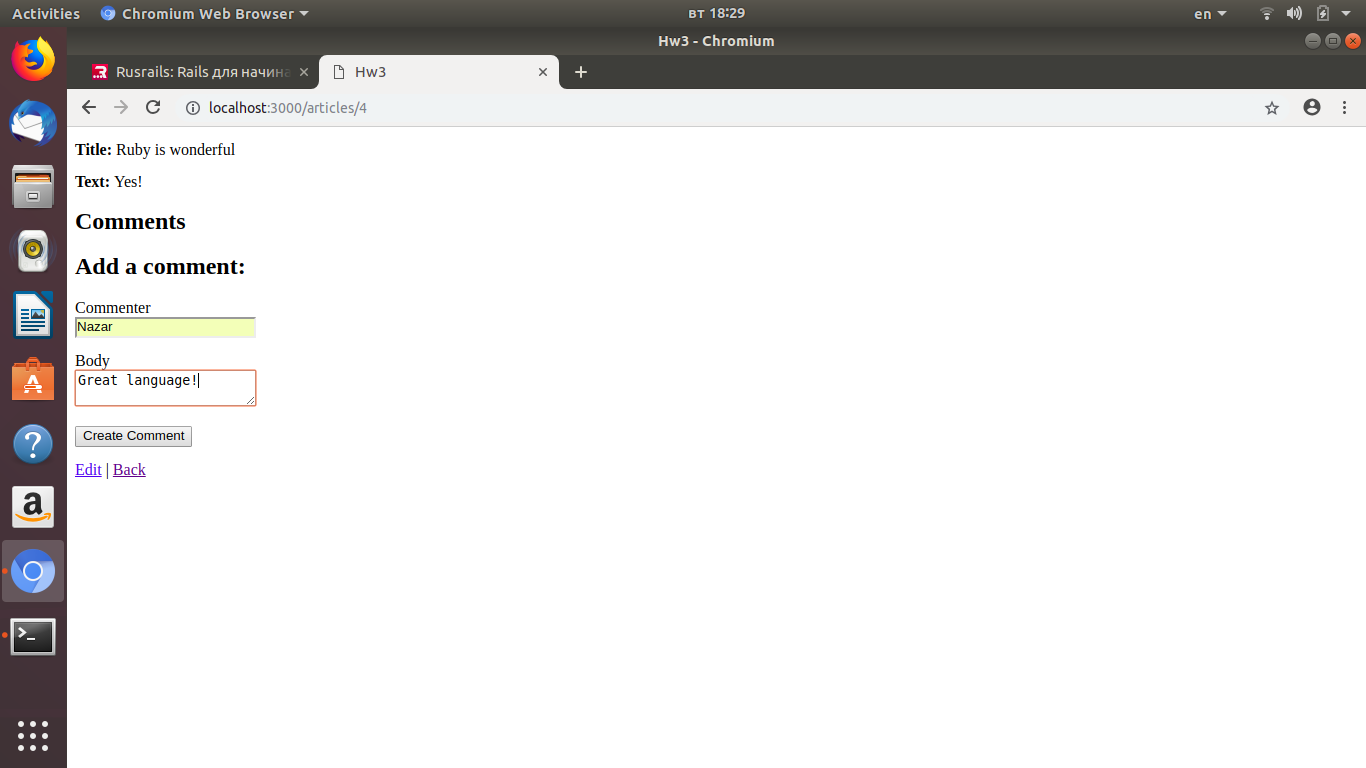 Activities Chromium Web Browser вт 18:29 en
Hw3 - Chromium
Rusrails: Rails для начина Hw3
localhost:3000/articles/4
Title: Ruby is wonderful
Text: Yes!
Comments
Add a comment:
Commenter
Nazar
Body
Great language!
Create Comment
Edit | Back